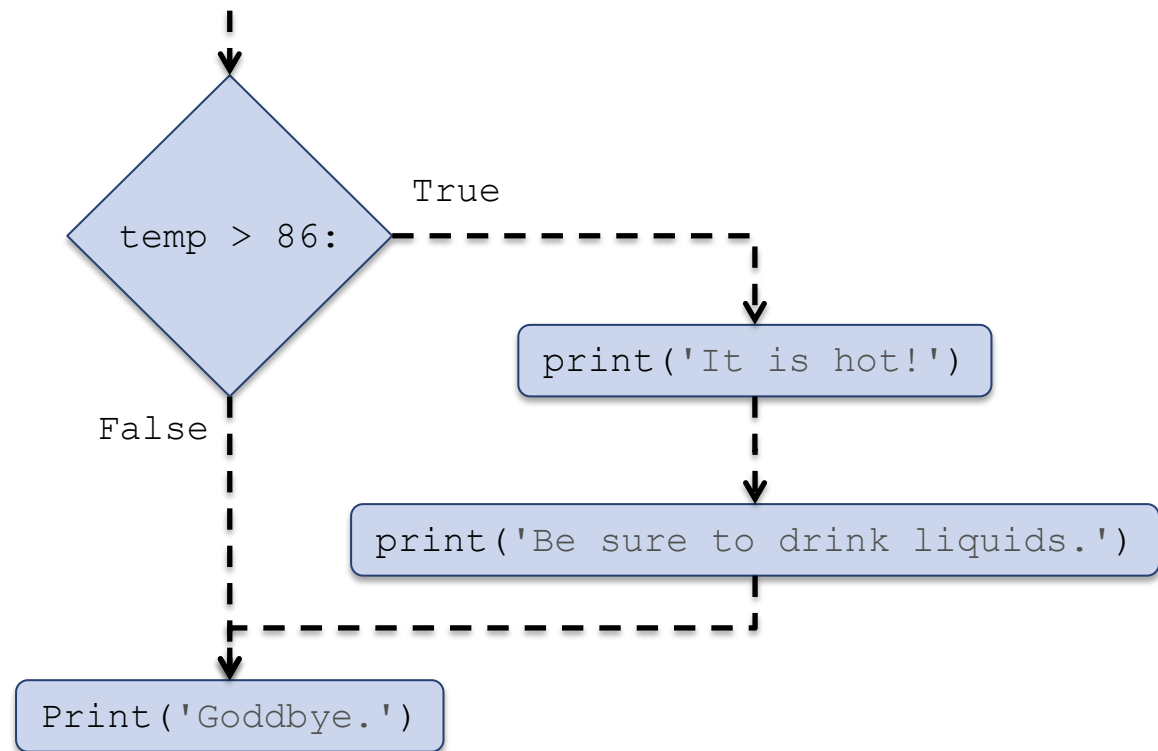 True
temp > 86:
print('It is hot!')
False
print('Be sure to drink liquids.')
Print('Goddbye.')